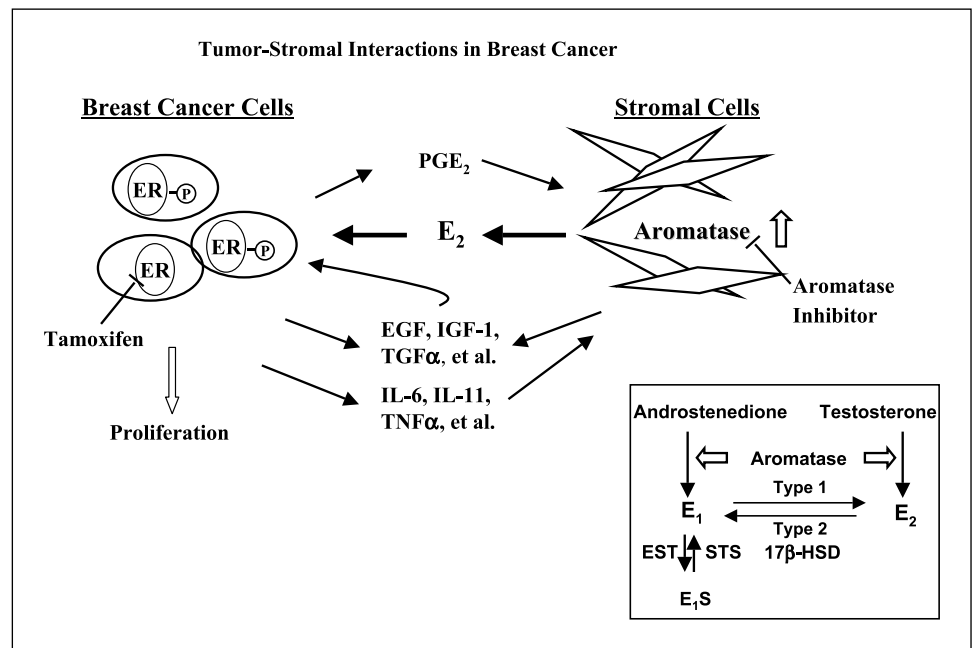 Tumor-Stromal Interactions in Breast Cancer
Breast Cancer Cells
Stromal Cells
ER
P
ER
P
ER
Tamoxifen
Proliferation
PGE₂
E₂
Aromatase
Aromatase
Inhibitor
EGF, IGF-1,
TGFα, et al.
IL-6, IL-11,
TNFα, et al.
Androstenedione
Testosterone
Aromatase
Type 1
E₁
E₂
Type 2
EST
STS
17β-HSD
E₁S